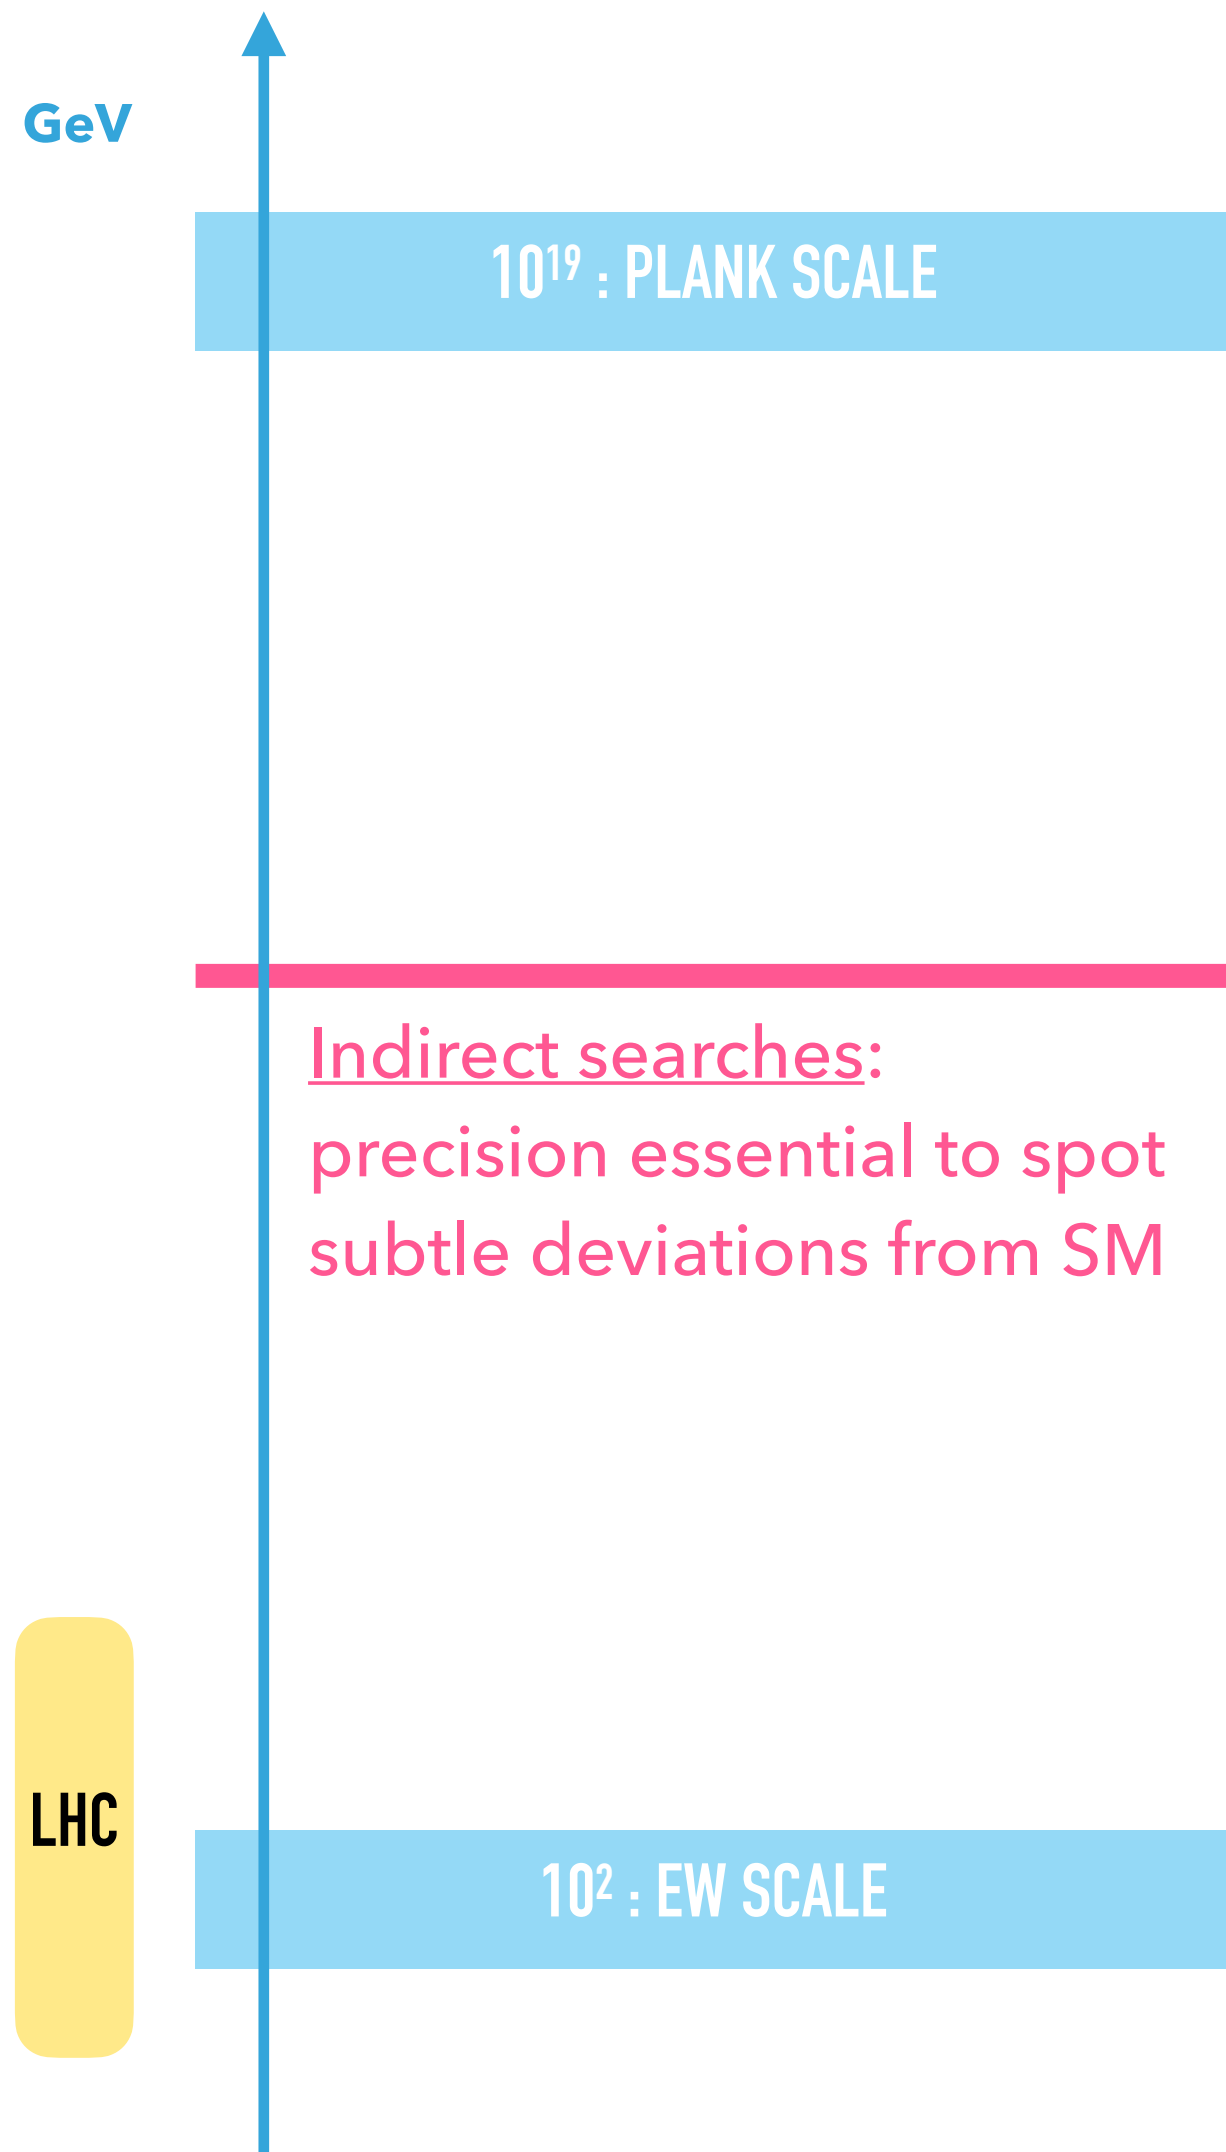 GeV
10¹⁹ : PLANK SCALE
Indirect searches:
precision essential to spot
subtle deviations from SM
LHC
10² : EW SCALE